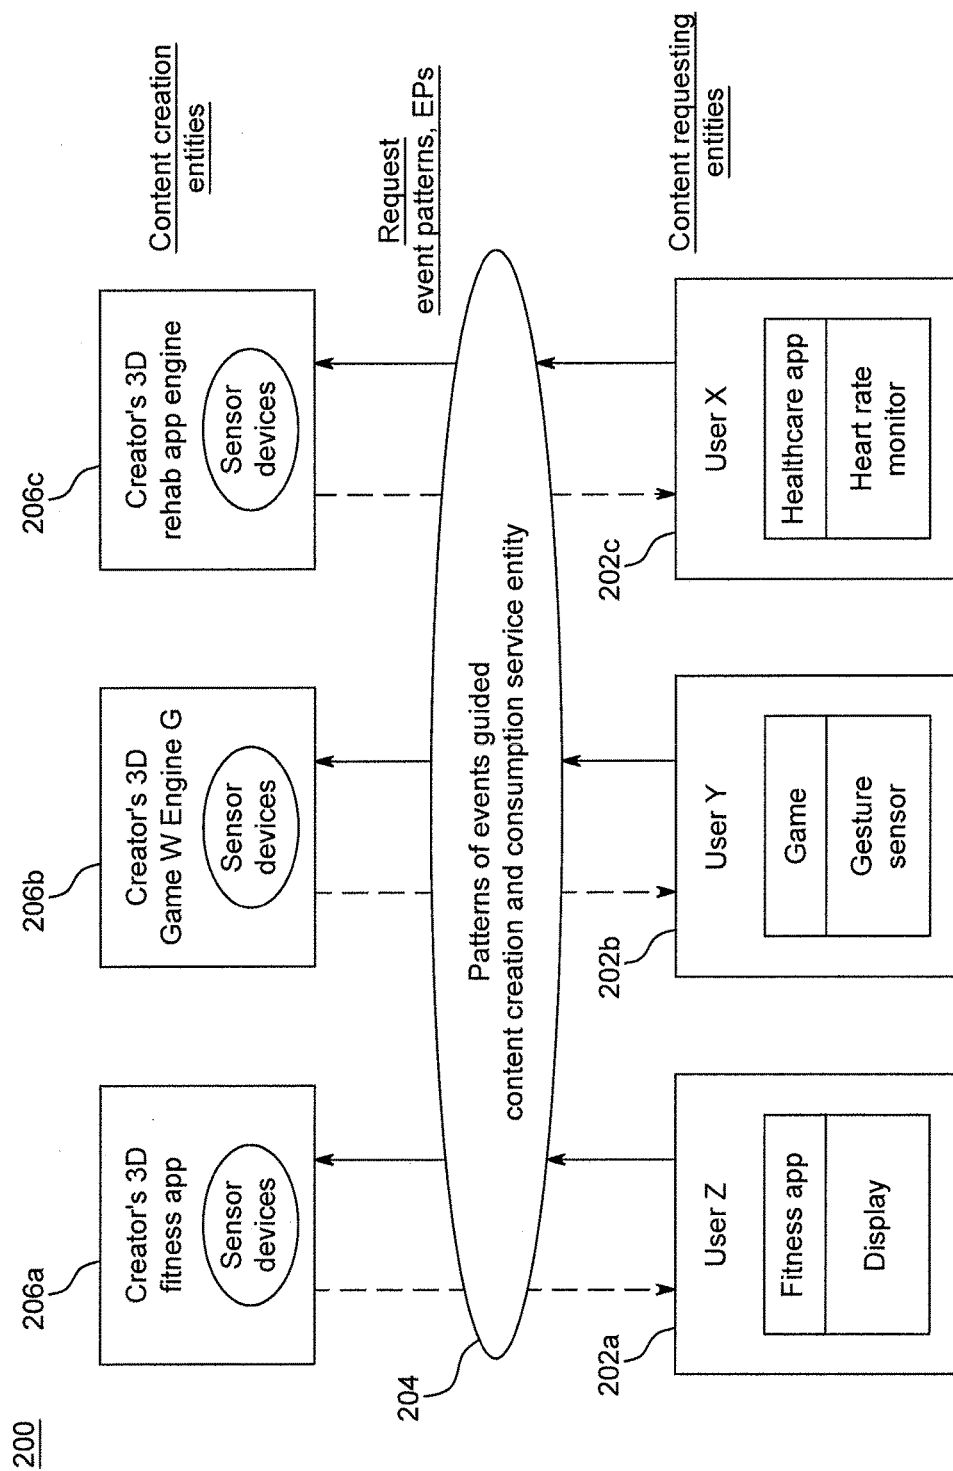 200
206a
Creator's 3D
fitness app
Sensor
devices
206b
Creator's 3D
Game W Engine G
Sensor
devices
206c
Creator's 3D
rehab app engine
Sensor
devices
Content creation
entities
204
Patterns of events guided
content creation and consumption service entity
Request
event patterns, EPs
202a
User Z
Fitness app
Display
202b
User Y
Game
Gesture
sensor
202c
User X
Healthcare app
Heart rate
monitor
Content requesting
entities